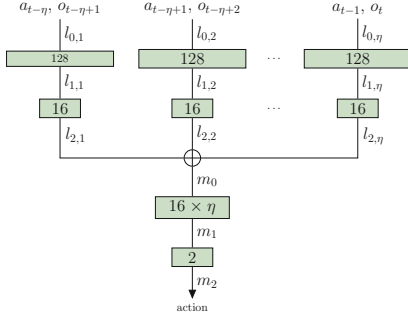 a_{t−η}, o_{t−η+1} a_{t−η+1}, o_{t−η+2} a_{t−1}, o_t
l_{0,1} l_{0,2} l_{0,η}
128 128 ... 128
l_{1,1} l_{1,2} l_{1,η}
16 16 ... 16
l_{2,1} l_{2,2} l_{2,η}
m_0
16 × η
m_1
2
m_2
action